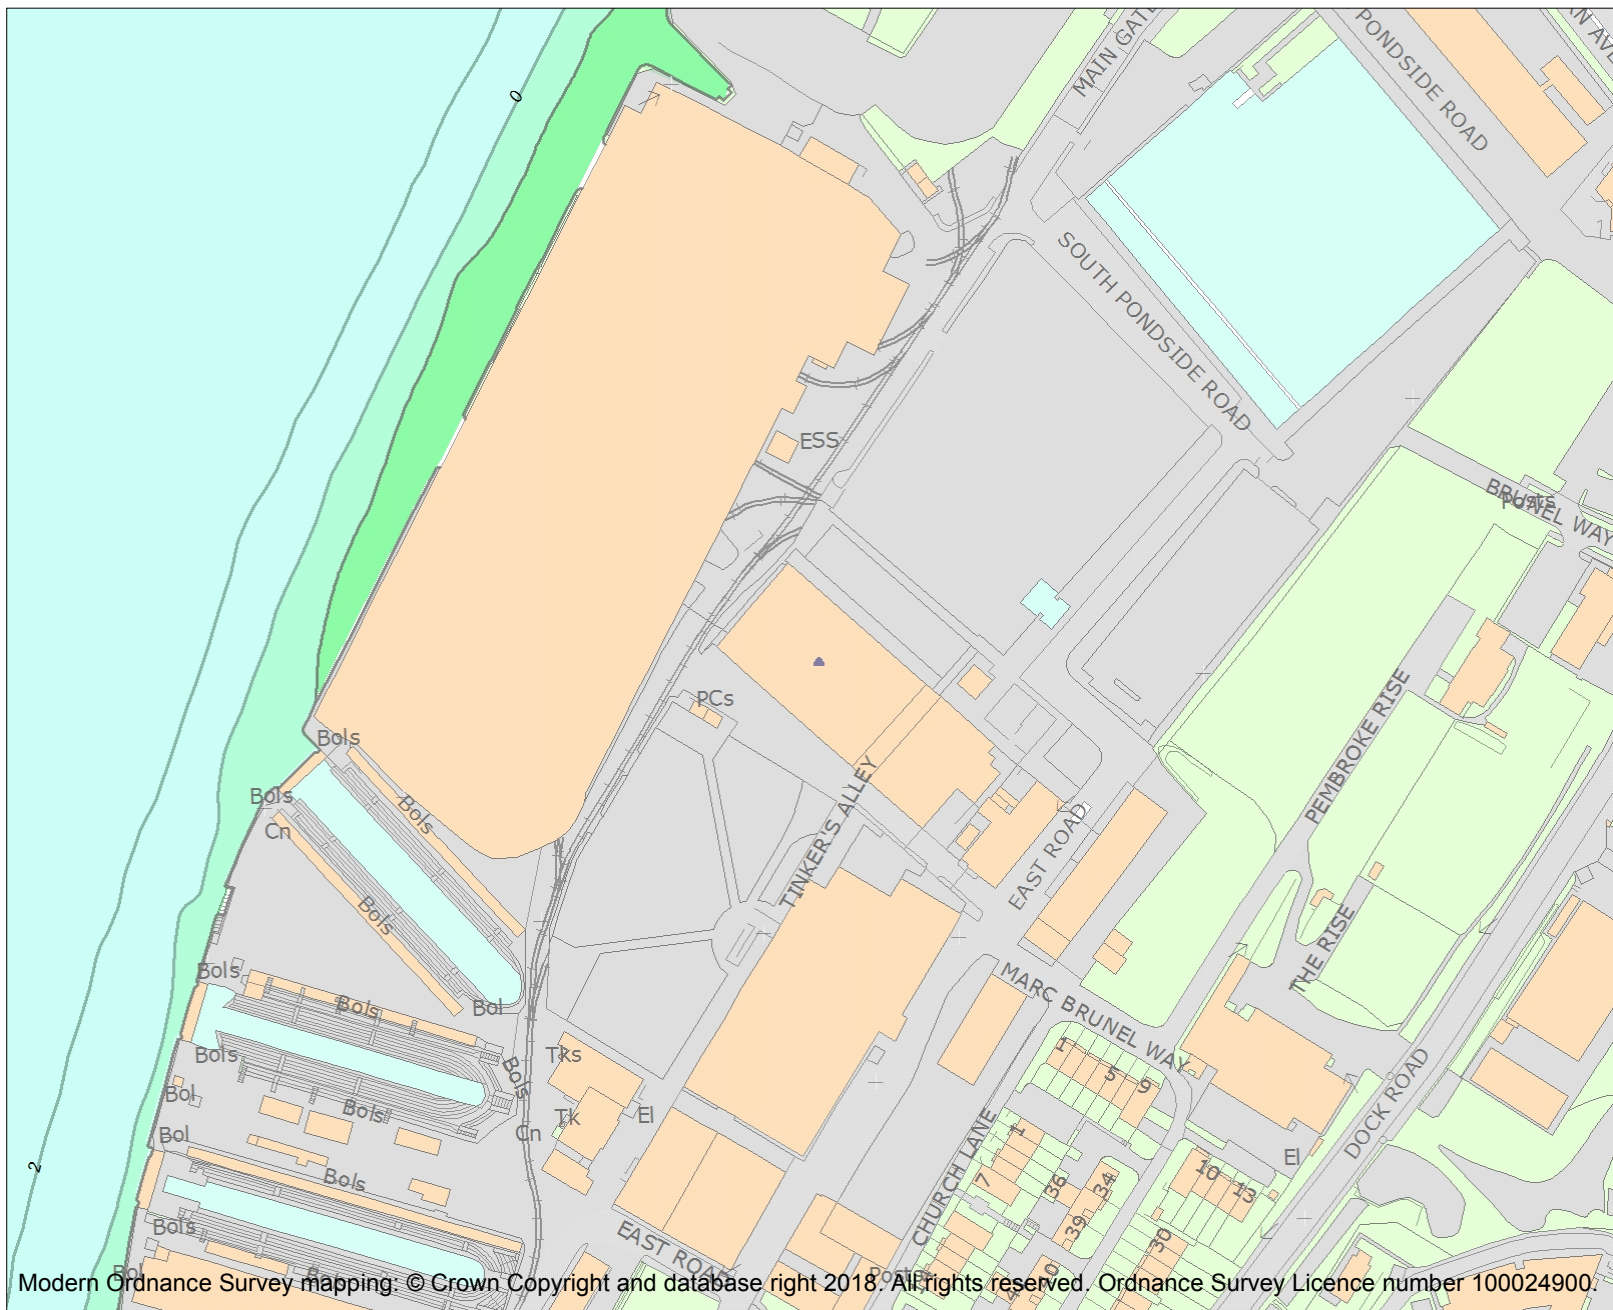 MAIN GATE
PONDSIDE ROAD
0
SOUTH PONDSIDE ROAD
ESS
BRUNEL WAY
Posts
PEMBROKE RISE
PCs
Bols
Bols
Bols
Cn
TINKER'S ALLEY
EAST ROAD
Bols
THE RISE
Bols
Bols
Bol
MARC BRUNEL WAY
Bols
Tks
Bols
1
5
9
DOCK ROAD
Bol
Bols
Tk
El
Cn
Bol
CHURCH LANE
1
El
2
Bols
7
36
34
10
13
Bols
39
30
EAST ROAD
Modern Ordnance Survey mapping: © Crown Copyright and database right 2018. All rights reserved. Ordnance Survey Licence number 100024900.